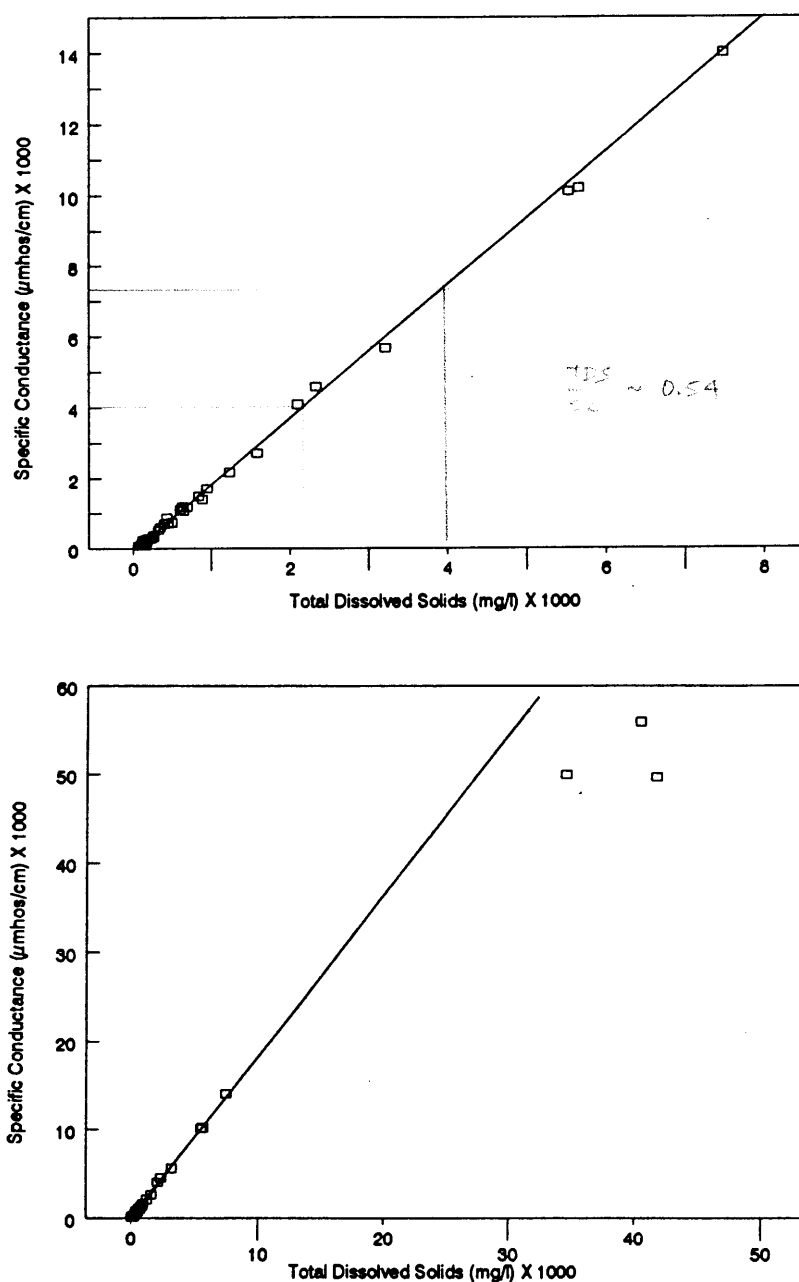 14
12
10
8
6
4
2
0
Specific Conductance (µmhos/cm) X 1000
TDS
SC ~ 0.54
0 2 4 6 8
Total Dissolved Solids (mg/l) X 1000
60
50
40
30
20
10
0
Specific Conductance (µmhos/cm) X 1000
0 10 20 30 40 50
Total Dissolved Solids (mg/l) X 1000